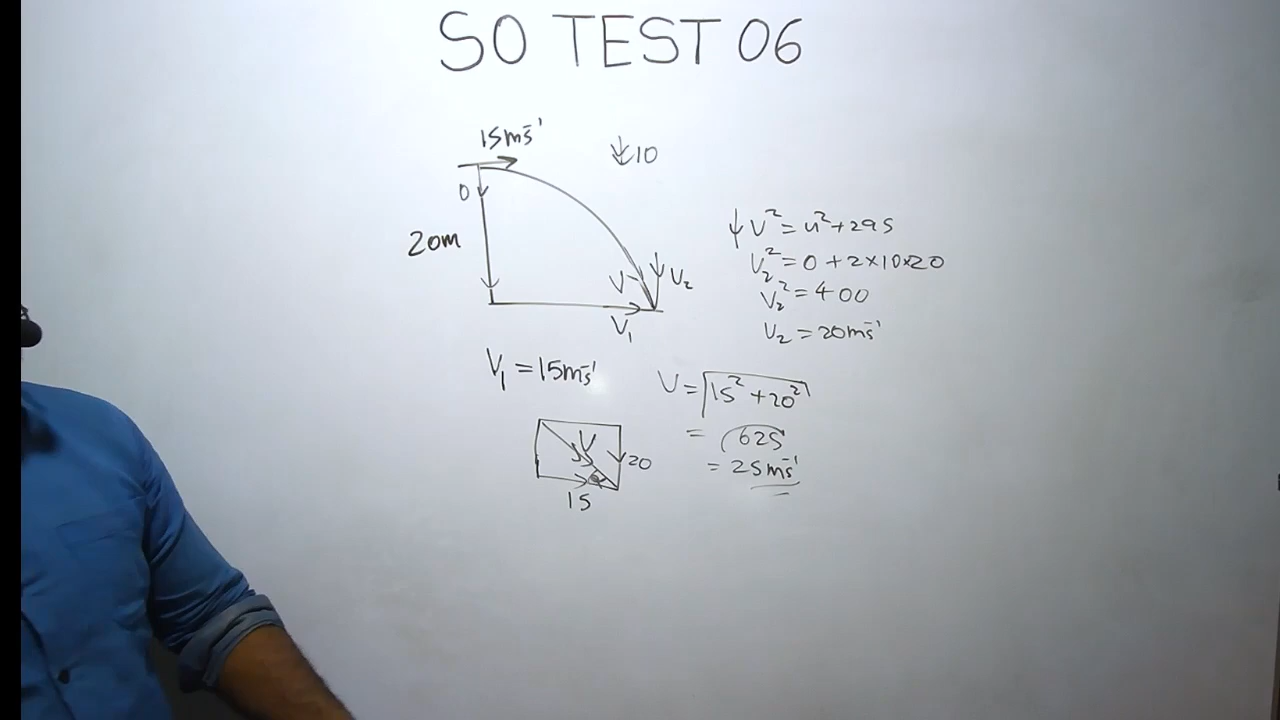 SO TEST 06
15ms⁻¹
↓10
0
20m
V
V₂
V₁
↓ V² = u² + 2as
V₂² = 0 + 2×10×20
V₂² = 400
V₂ = 20ms⁻¹
V₁ = 15ms⁻¹
V = √15² + 20²
= √625
= 25ms⁻¹
V
20
15